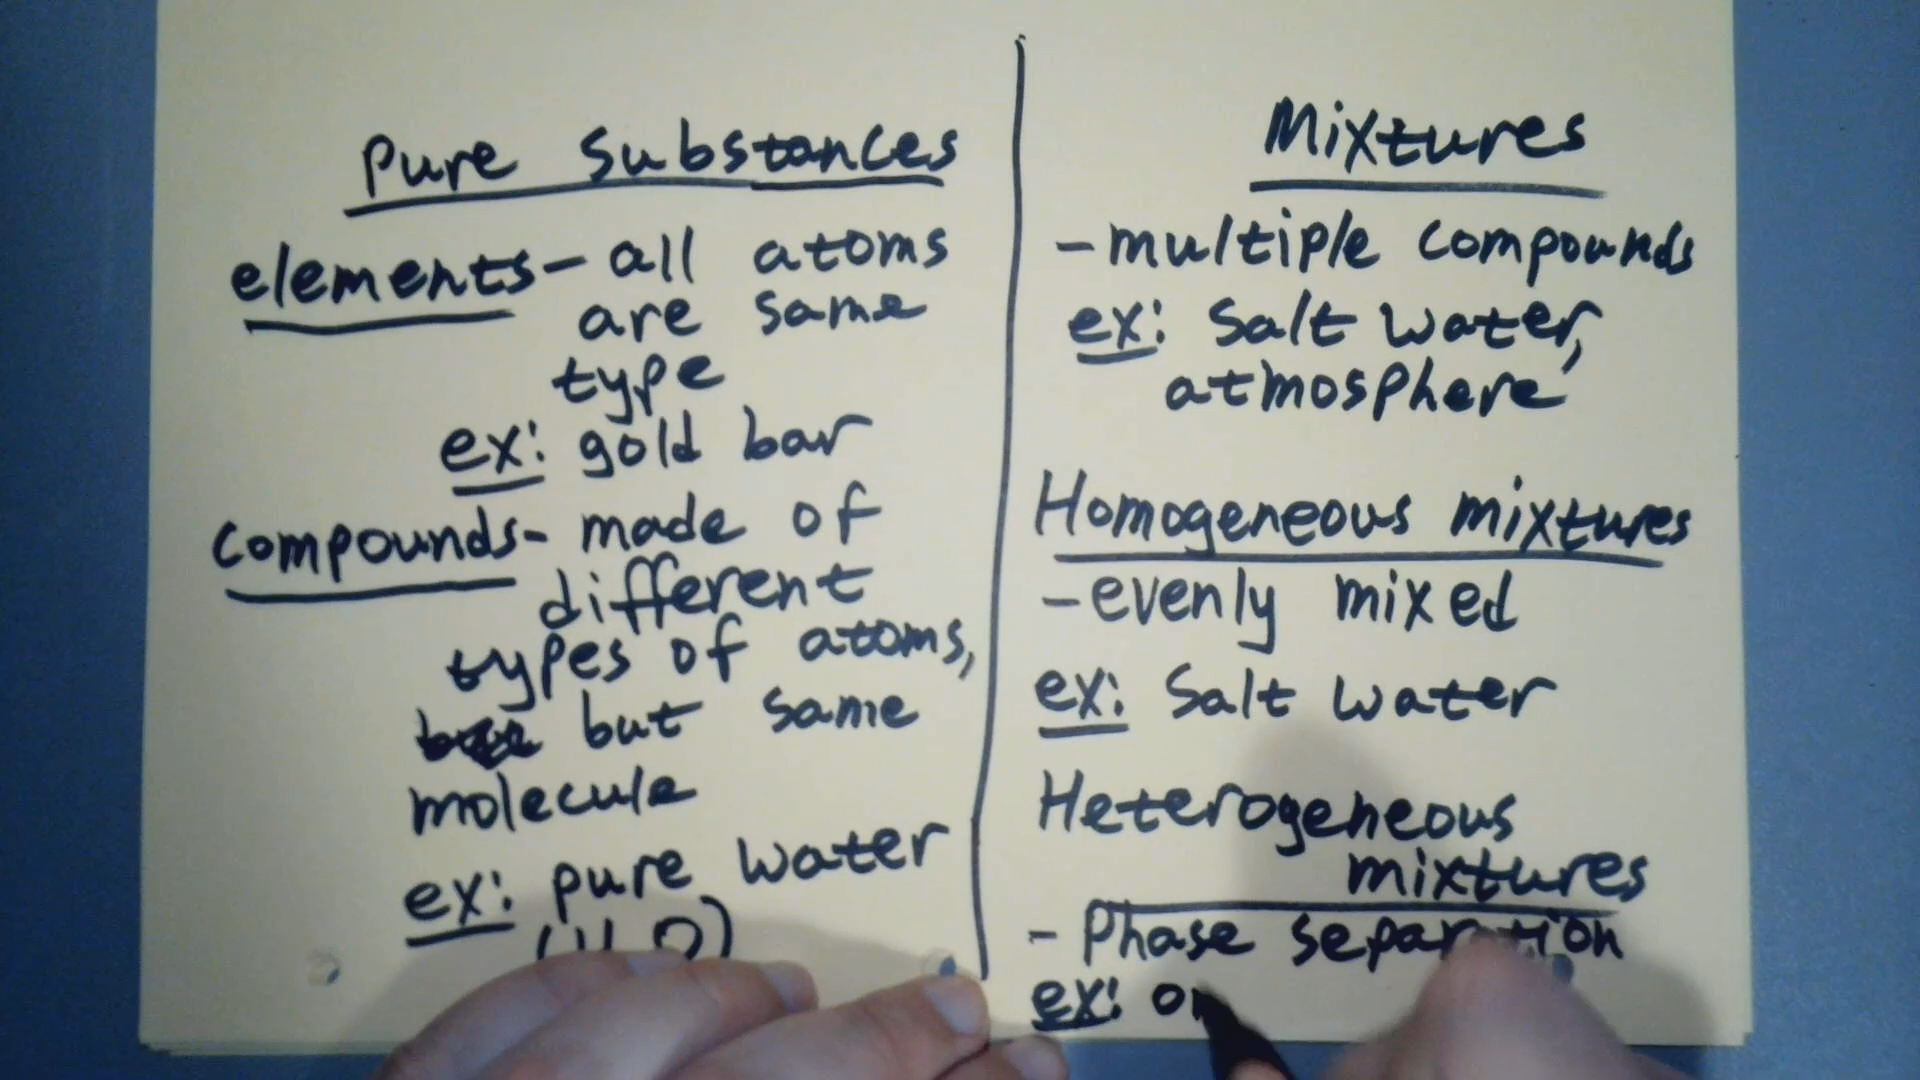 Pure Substances
elements- all atoms
are same
type
ex: gold bar
compounds- made of
different
types of atoms,
but same
molecule
ex: pure water
Mixtures
- multiple compounds
ex: Salt water,
atmosphere
Homogeneous mixtures
- evenly mixed
ex: Salt water
Heterogeneous
mixtures
- Phase separation
ex: